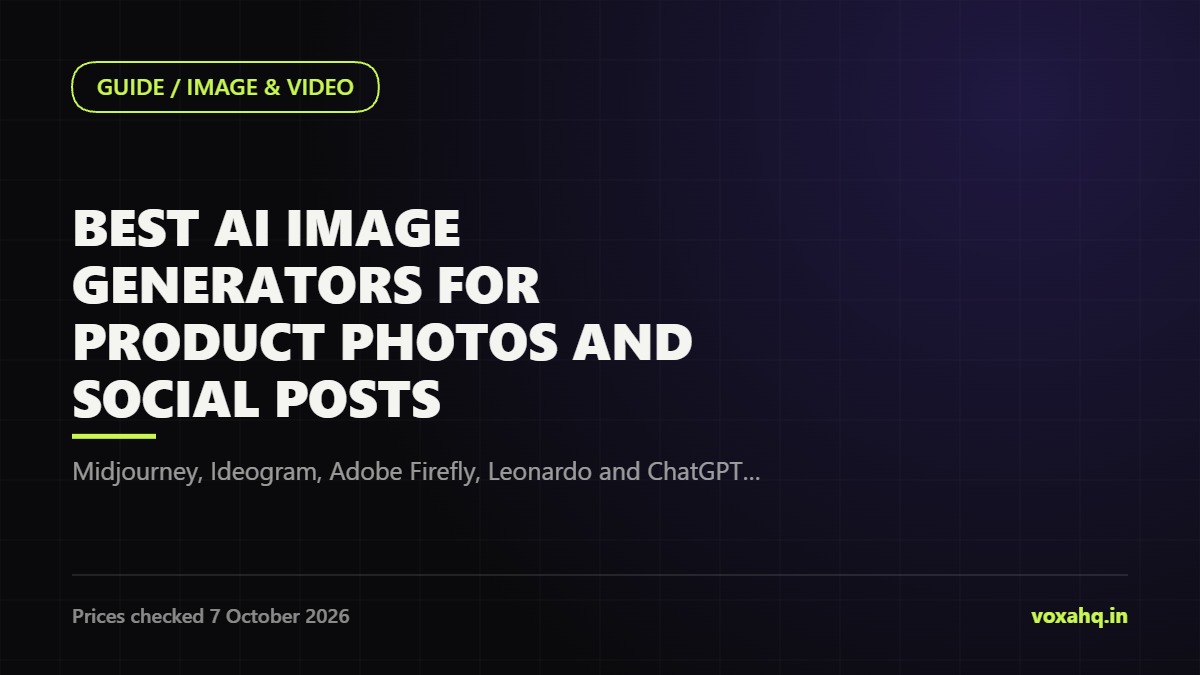 GUIDE / IMAGE & VIDEO
BEST AI IMAGE
GENERATORS FOR
PRODUCT PHOTOS AND
SOCIAL POSTS
Midjourney, Ideogram, Adobe Firefly, Leonardo and ChatGPT...
Prices checked 7 October 2026
voxahq.in